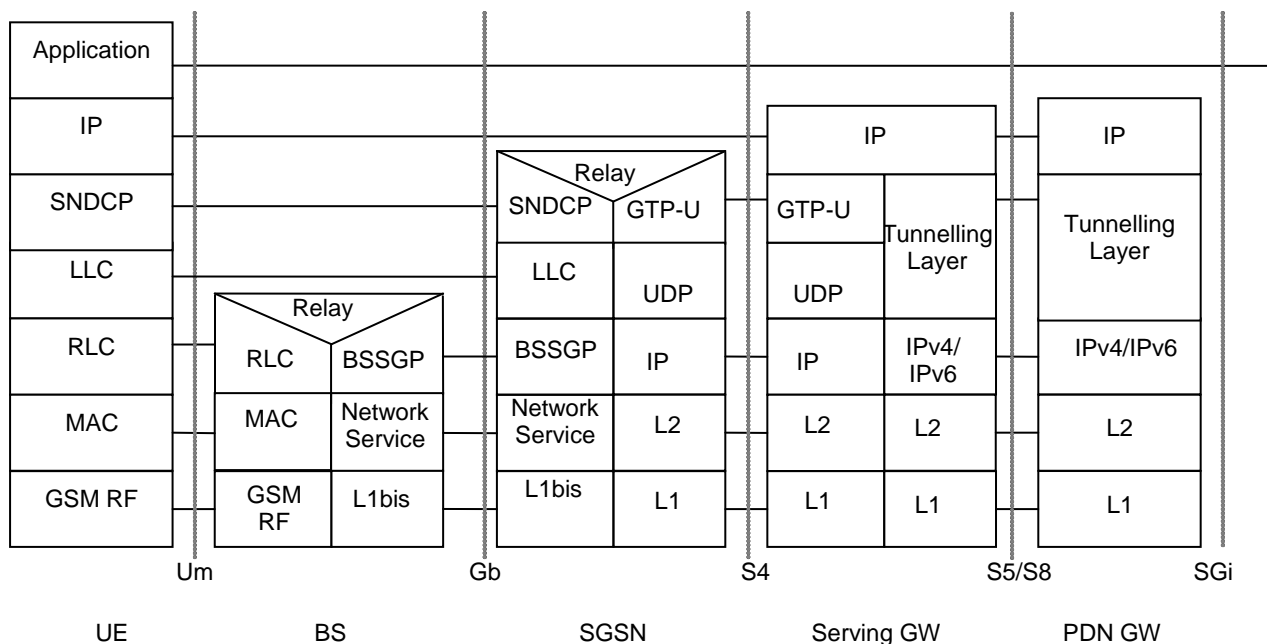 Application
IP
SNDCP
LLC
RLC
MAC
GSM RF
Relay
RLC
BSSGP
MAC
Network
Service
GSM
RF
L1bis
Relay
SNDCP
GTP-U
LLC
UDP
BSSGP
IP
Network
Service
L2
L1bis
L1
IP
GTP-U
Tunnelling
Layer
UDP
IP
IPv4/
IPv6
L2
L2
L1
L1
IP
Tunnelling
Layer
IPv4/IPv6
L2
L1
Um
Gb
S4
S5/S8
SGi
UE
BS
SGSN
Serving GW
PDN GW